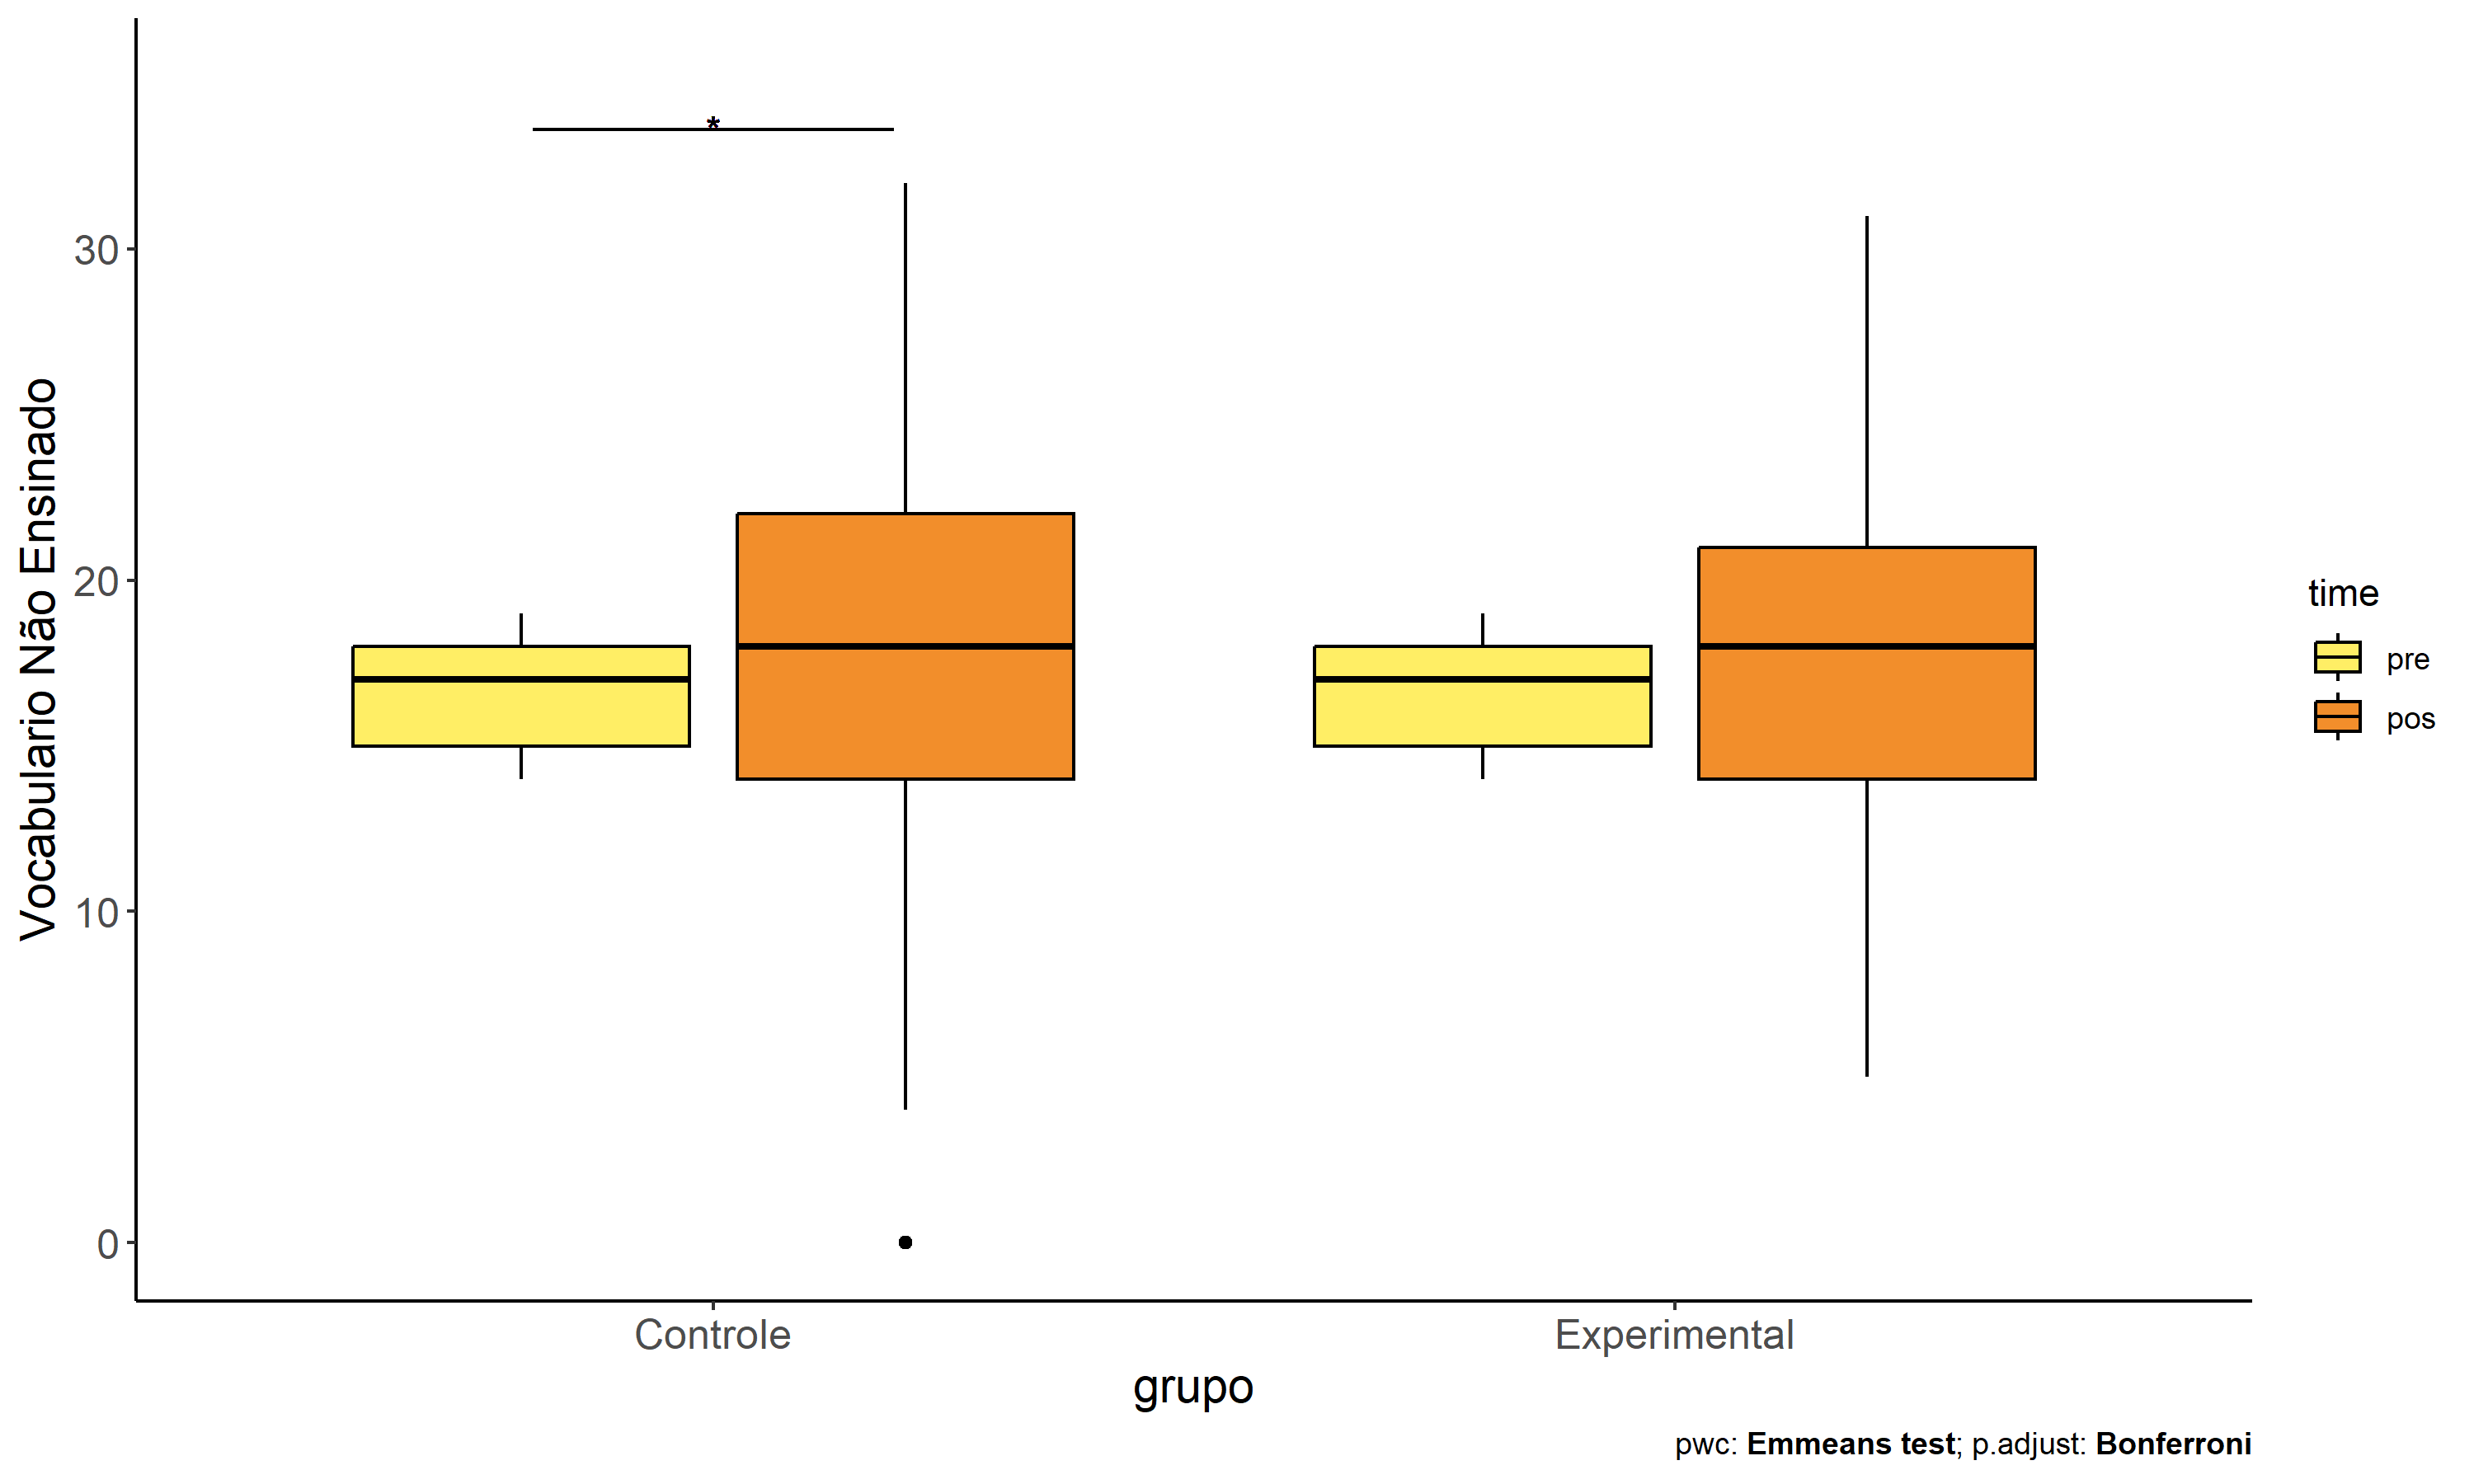 *
Vocabulario Não Ensinado
30
20
10
0
Controle
Experimental
grupo
time
pre
pos
pwc: Emmeans test; p.adjust: Bonferroni